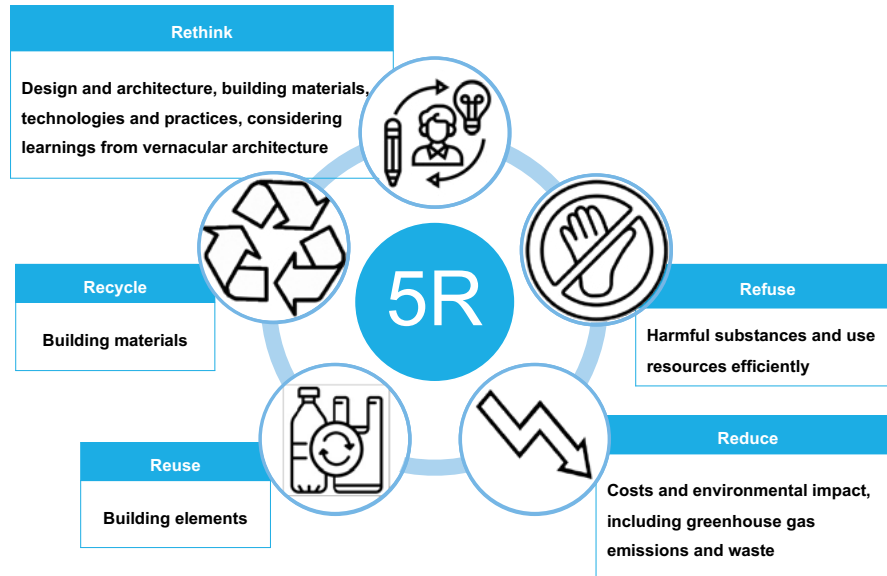 Rethink
Design and architecture, building materials,
technologies and practices, considering
learnings from vernacular architecture
5R
Refuse
Harmful substances and use
resources efficiently
Reduce
Costs and environmental impact,
including greenhouse gas
emissions and waste
Reuse
Building elements
Recycle
Building materials